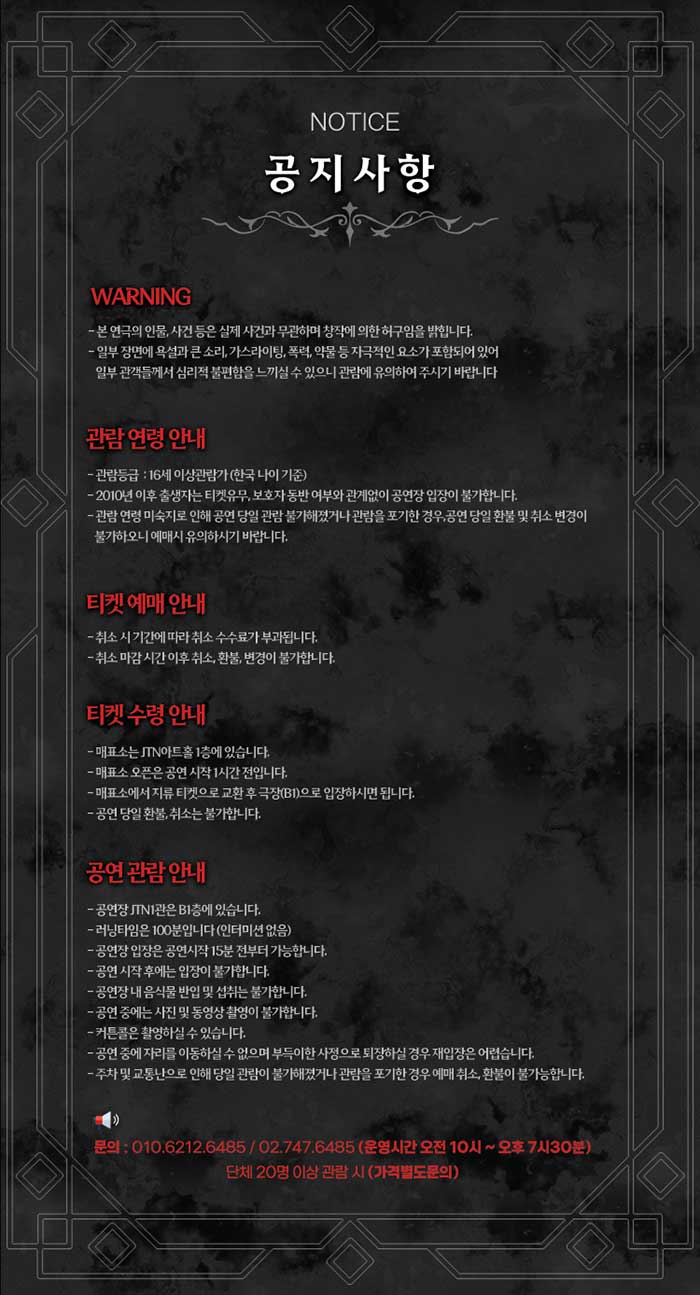 NOTICE
공지사항
WARNING
- 본 연극의 인물, 사건 등은 실제 사건과 무관하며 창작에 의한 허구임을 밝힙니다.
- 일부 장면에 욕설과 큰 소리, 가스라이팅, 폭력, 약물 등 자극적인 요소가 포함되어 있어
일부 관객들께서 심리적 불편함을 느끼실 수 있으니 관람에 유의하여 주시기 바랍니다
관람 연령 안내
- 관람등급 : 16세 이상관람가 (한국 나이 기준)
- 2010년 이후 출생자는 티켓유무, 보호자 동반 여부와 관계없이 공연장 입장이 불가합니다.
- 관람 연령 미숙지로 인해 공연 당일 관람 불가해졌거나 관람을 포기한 경우,공연 당일 환불 및 취소 변경이
불가하오니 예매시 유의하시기 바랍니다.
티켓 예매 안내
- 취소 시 기간에 따라 취소 수수료가 부과됩니다.
- 취소 마감 시간 이후 취소, 환불, 변경이 불가합니다.
티켓 수령 안내
- 매표소는 JTN아트홀 1층에 있습니다.
- 매표소 오픈은 공연 시작 1시간 전입니다.
- 매표소에서 지류 티켓으로 교환 후 극장(B1)으로 입장하시면 됩니다.
- 공연 당일 환불, 취소는 불가합니다.
공연 관람 안내
- 공연장 JTN1관은 B1층에 있습니다.
- 러닝타임은 100분입니다 (인터미션 없음)
- 공연장 입장은 공연시작 15분 전부터 가능합니다.
- 공연 시작 후에는 입장이 불가합니다.
- 공연장 내 음식물 반입 및 섭취는 불가합니다.
- 공연 중에는 사진 및 동영상 촬영이 불가합니다.
- 커튼콜은 촬영하실 수 있습니다.
- 공연 중에 자리를 이동하실 수 없으며 부득이한 사정으로 퇴장하실 경우 재입장은 어렵습니다.
- 주차 및 교통난으로 인해 당일 관람이 불가해졌거나 관람을 포기한 경우 예매 취소, 환불이 불가능합니다.
문의 : 010.6212.6485 / 02.747.6485 (운영시간 오전 10시 ~ 오후 7시30분)
단체 20명 이상 관람 시 (가격별도문의)